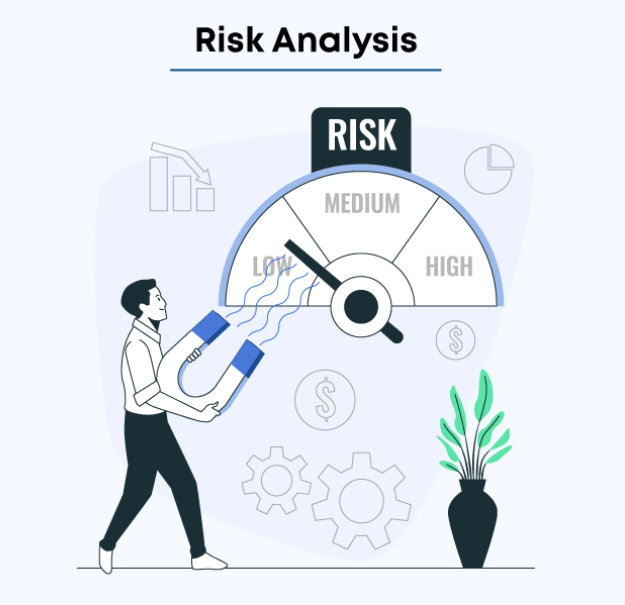 Risk Analysis
RISK
MEDIUM
LOW
HIGH
$
$